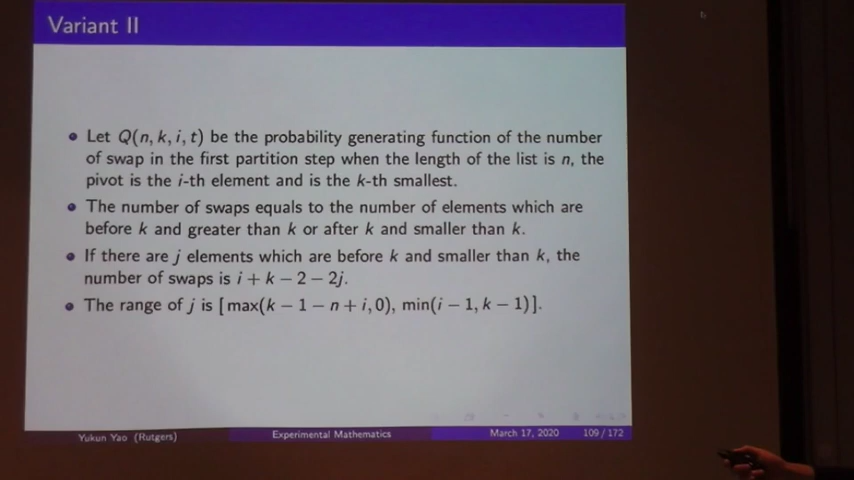 Variant II
Let Q(n, k, i, t) be the probability generating function of the number
of swap in the first partition step when the length of the list is n, the
pivot is the i-th element and is the k-th smallest.
The number of swaps equals to the number of elements which are
before k and greater than k or after k and smaller than k.
If there are j elements which are before k and smaller than k, the
number of swaps is i + k − 2 − 2j.
The range of j is [max(k − 1 − n + i, 0), min(i − 1, k − 1)].
Yukun Yao (Rutgers) Experimental Mathematics March 17, 2020 109 / 172